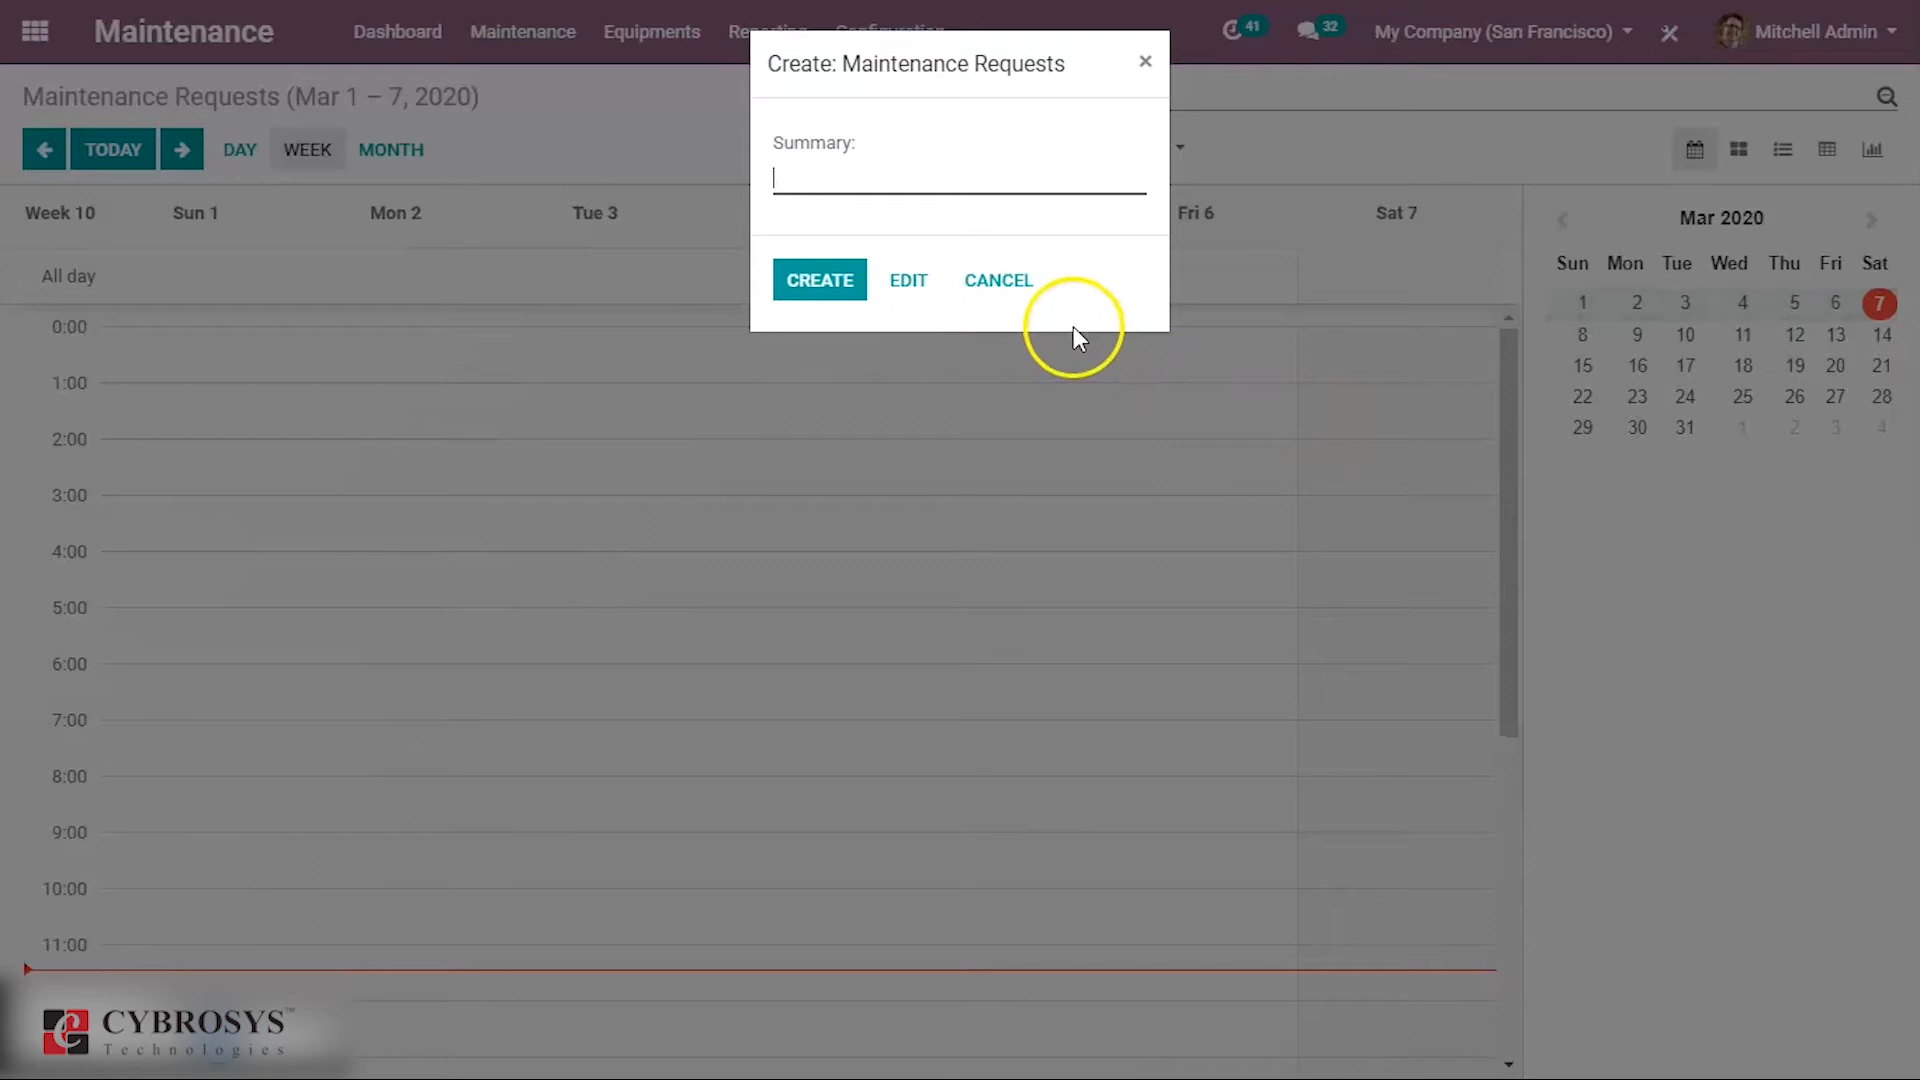 Maintenance Dashboard Maintenance Equipments Reporting Configuration 41 32 My Company (San Francisco) Mitchell Admin
Create: Maintenance Requests ×
Maintenance Requests (Mar 1 – 7, 2020)
Summary:
TODAY DAY WEEK MONTH
Week 10 Sun 1 Mon 2 Tue 3 Fri 6 Sat 7
All day
CREATE EDIT CANCEL
0:00
1:00
2:00
3:00
4:00
5:00
6:00
7:00
8:00
9:00
10:00
11:00
Mar 2020
Sun Mon Tue Wed Thu Fri Sat
1 2 3 4 5 6 7
8 9 10 11 12 13 14
15 16 17 18 19 20 21
22 23 24 25 26 27 28
29 30 31 1 2 3 4
CYBROSYS™
Technologies